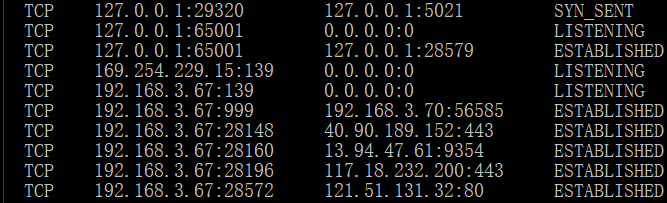 TCP 127.0.0.1:29320 127.0.0.1:5021 SYN_SENT
TCP 127.0.0.1:65001 0.0.0.0:0 LISTENING
TCP 127.0.0.1:65001 127.0.0.1:28579 ESTABLISHED
TCP 169.254.229.15:139 0.0.0.0:0 LISTENING
TCP 192.168.3.67:139 0.0.0.0:0 LISTENING
TCP 192.168.3.67:999 192.168.3.70:56585 ESTABLISHED
TCP 192.168.3.67:28148 40.90.189.152:443 ESTABLISHED
TCP 192.168.3.67:28160 13.94.47.61:9354 ESTABLISHED
TCP 192.168.3.67:28196 117.18.232.200:443 ESTABLISHED
TCP 192.168.3.67:28572 121.51.131.32:80 ESTABLISHED